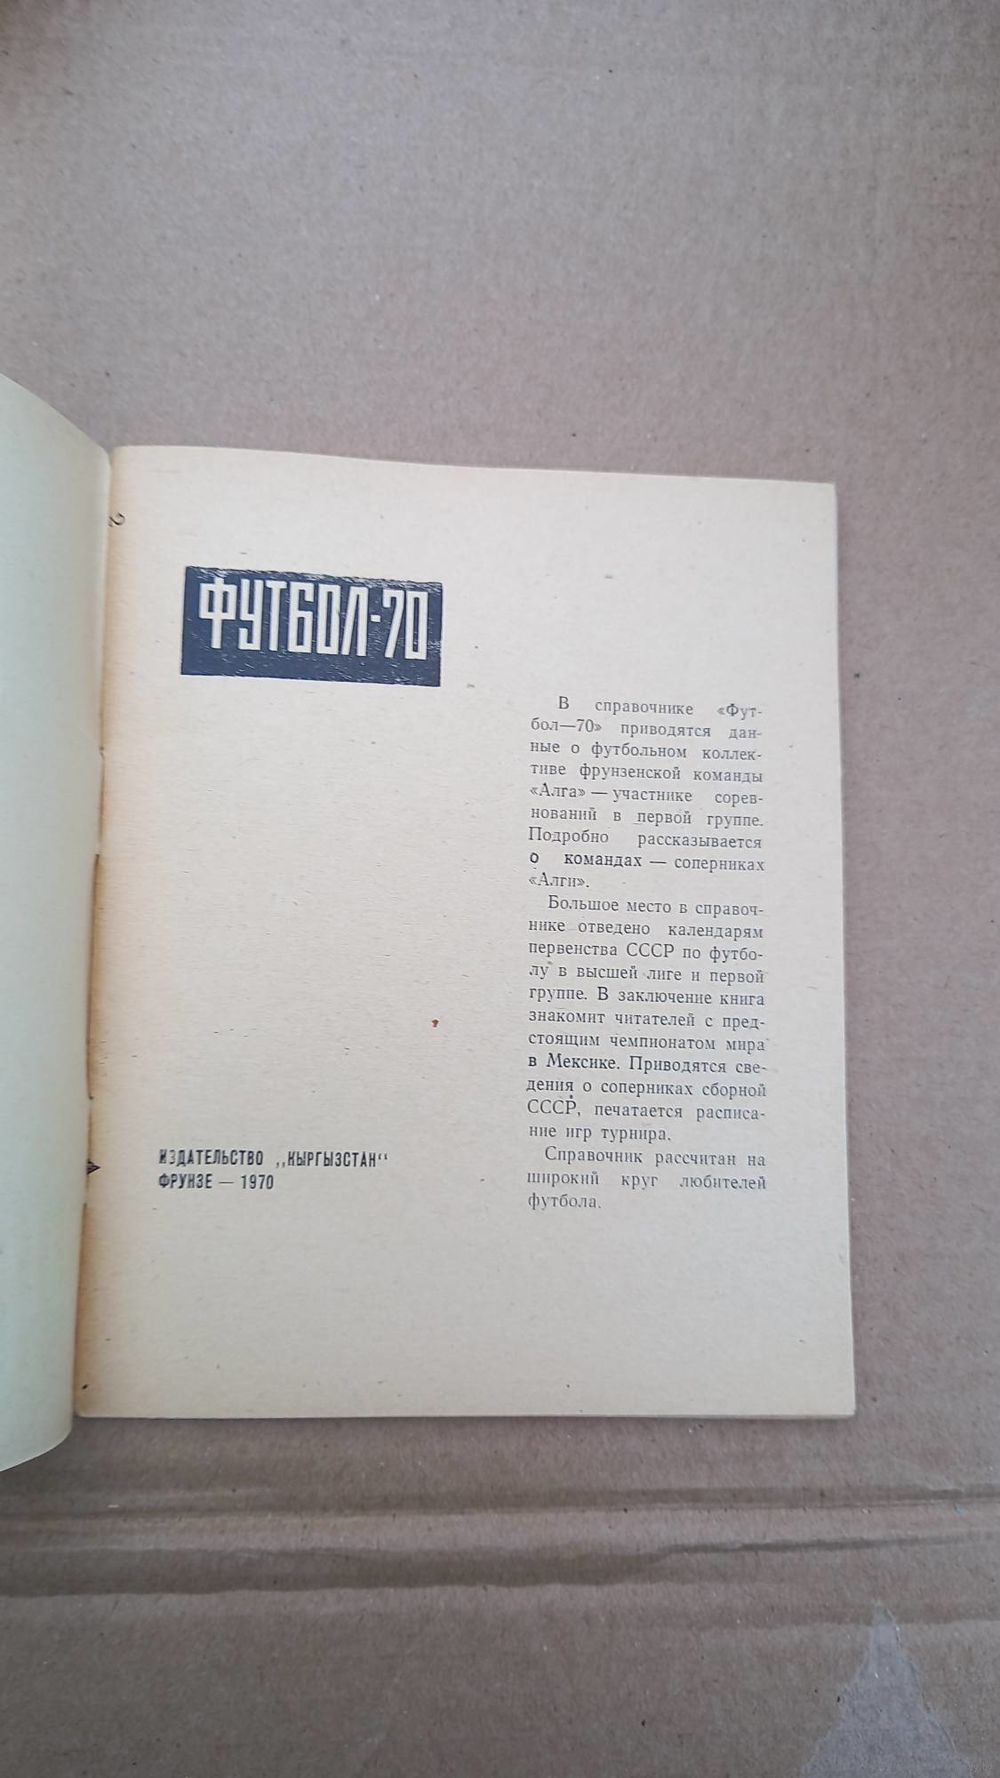 2
ФУТБОЛ-70
В справочнике «Фут-
бол—70» приводятся дан-
ные о футбольном коллек-
тиве фрунзенской команды
«Алга» — участнике сорев-
нований в первой группе.
Подробно рассказывается
о командах — соперниках
«Алги».
Большое место в справоч-
нике отведено календарям
первенства СССР по футбо-
лу в высшей лиге и первой
группе. В заключение книга
знакомит читателей с пред-
стоящим чемпионатом мира
в Мексике. Приводятся све-
дения о соперниках сборной
СССР, печатается расписа-
ние игр турнира.
Справочник рассчитан на
широкий круг любителей
футбола.
ИЗДАТЕЛЬСТВО ,,КЫРГЫЗСТАН“
ФРУНЗЕ — 1970